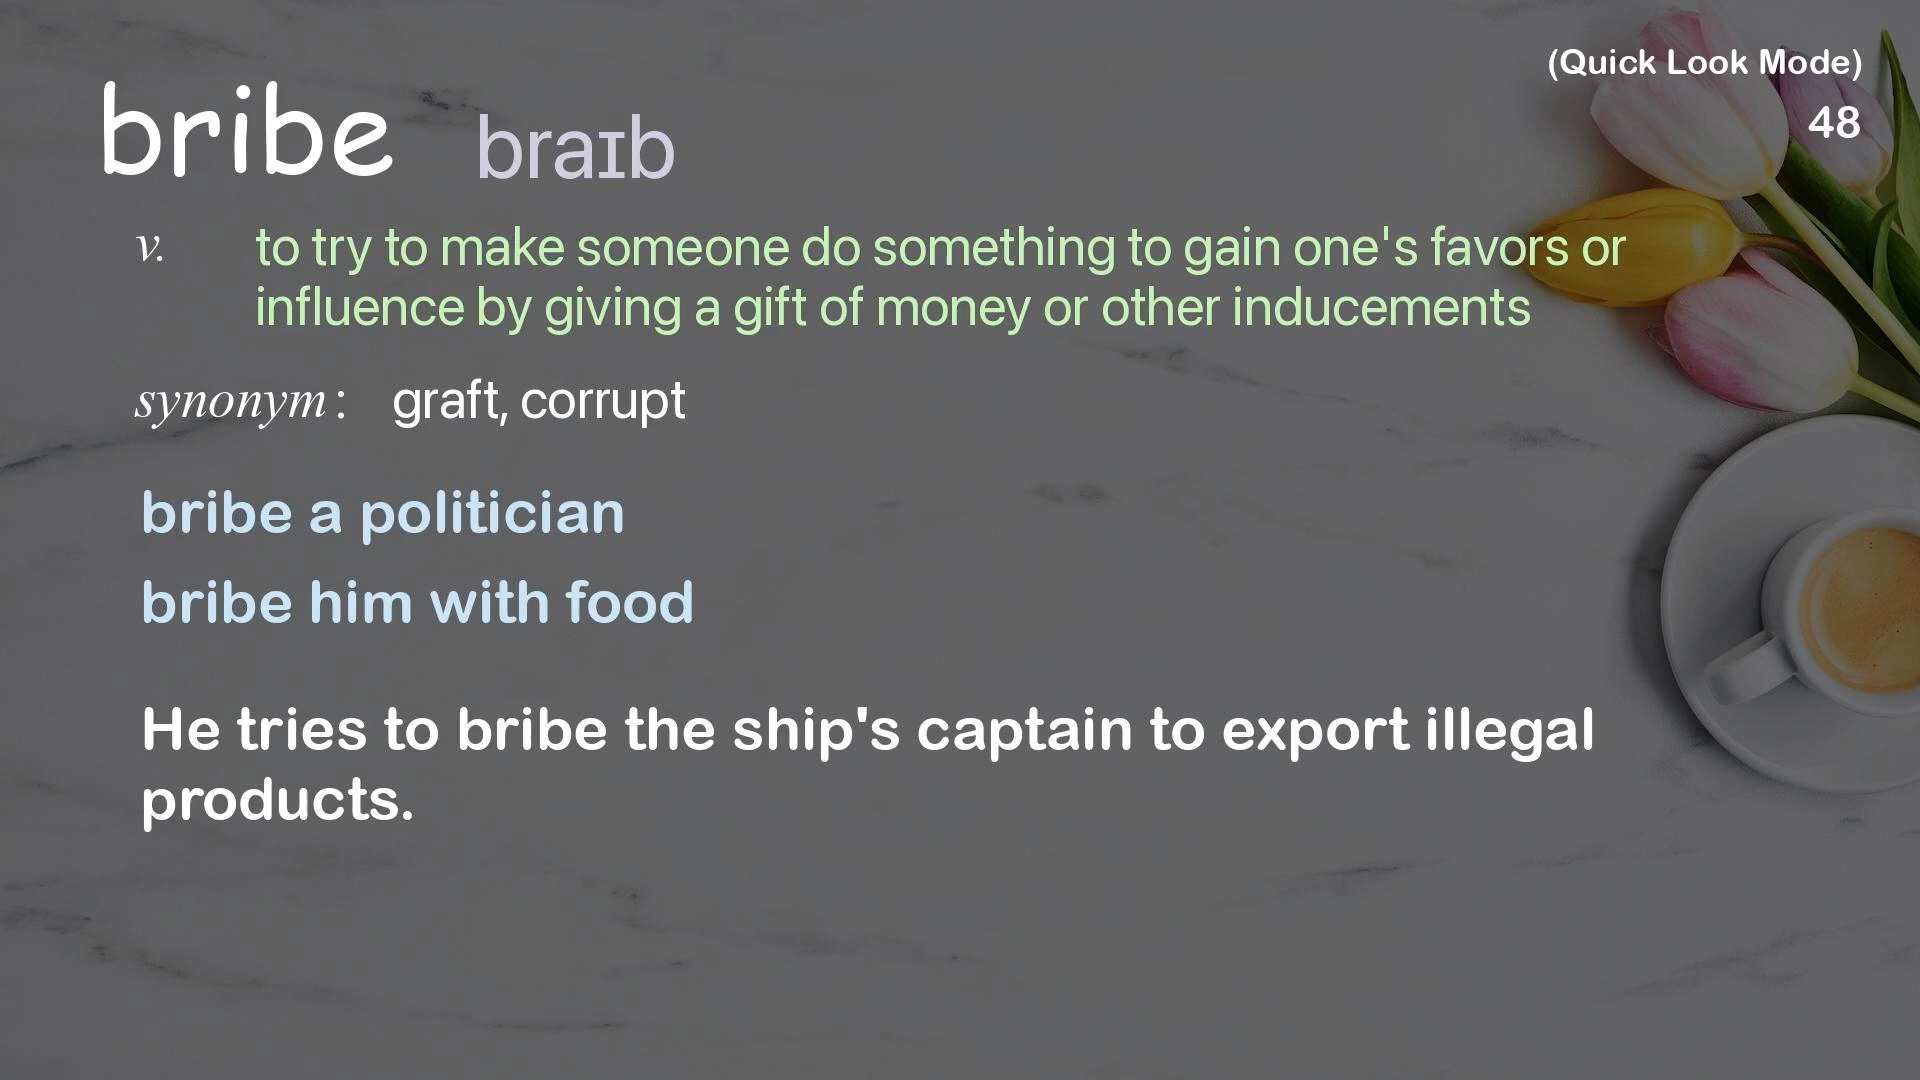 (Quick Look Mode)
48
bribe braɪb
v. to try to make someone do something to gain one's favors or
influence by giving a gift of money or other inducements
synonym : graft, corrupt
bribe a politician
bribe him with food
He tries to bribe the ship's captain to export illegal
products.